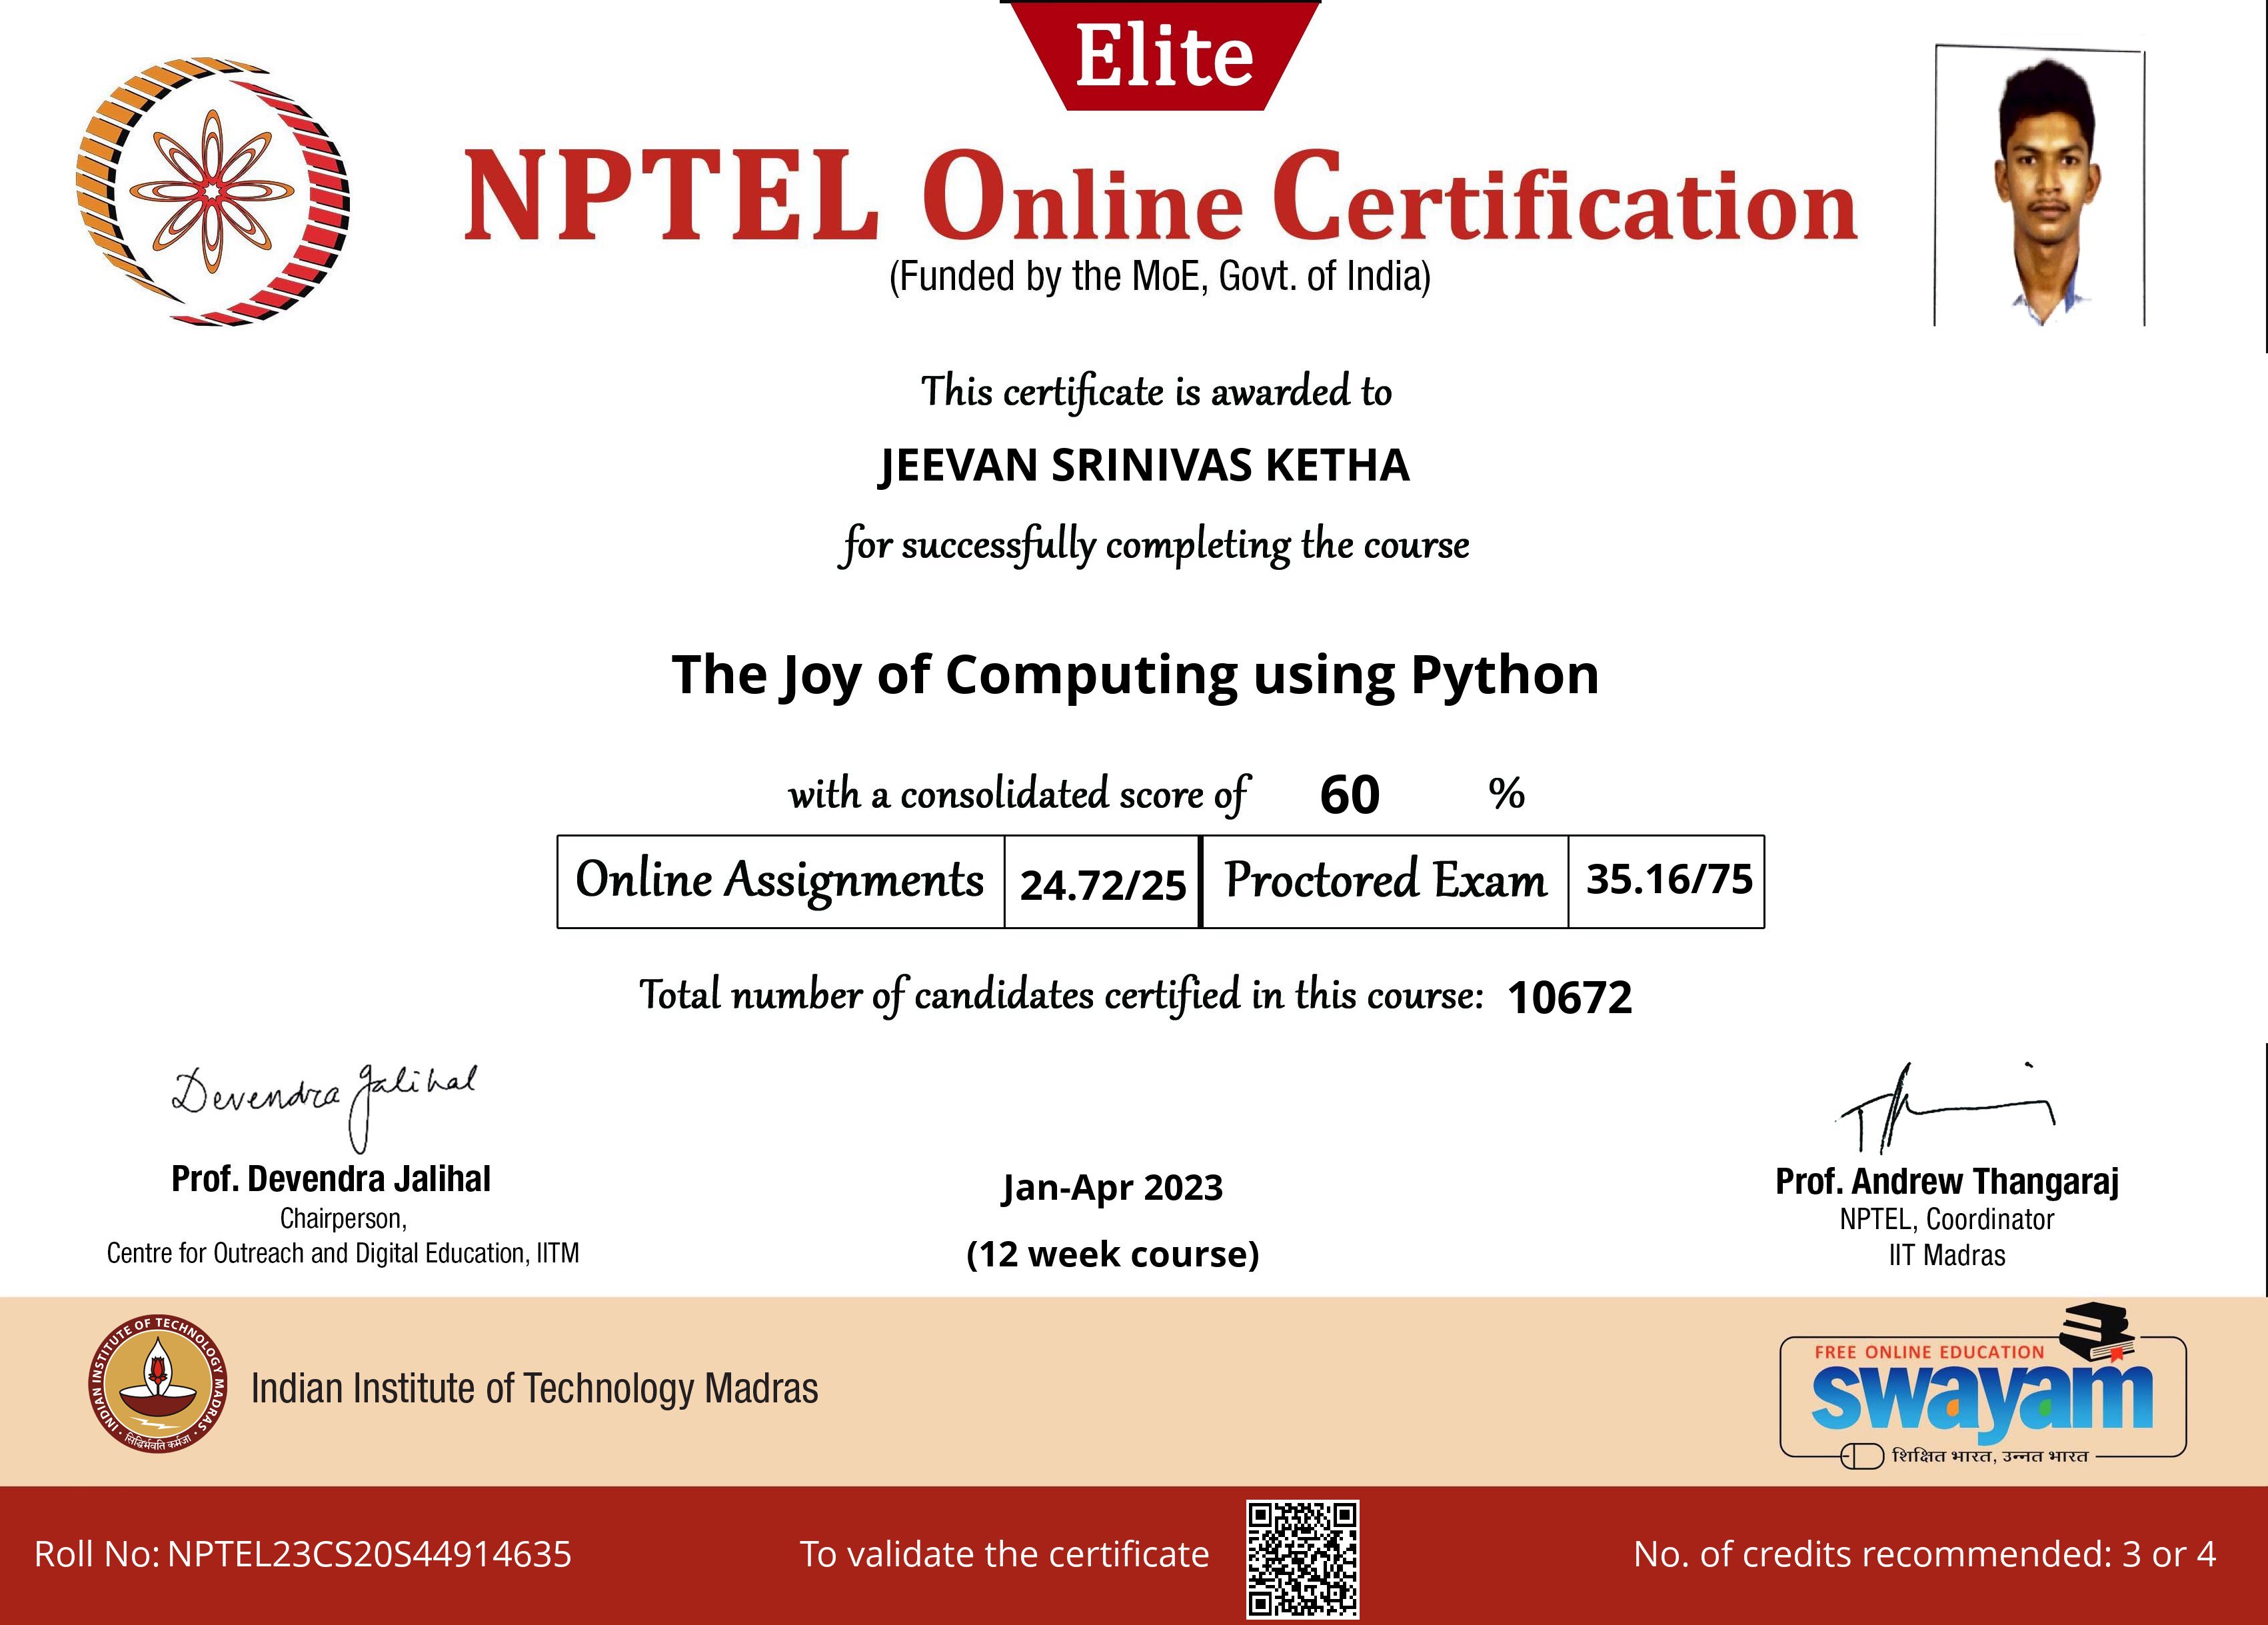 Elite
NPTEL Online Certification
(Funded by the MoE, Govt. of India)
This certificate is awarded to
JEEVAN SRINIVAS KETHA
for successfully completing the course
The Joy of Computing using Python
with a consolidated score of 60 %
Online Assignments 24.72/25 Proctored Exam 35.16/75
Total number of candidates certified in this course: 10672
Devendra Jalihal
Prof. Devendra Jalihal
Chairperson,
Centre for Outreach and Digital Education, IITM
Jan-Apr 2023
(12 week course)
Prof. Andrew Thangaraj
NPTEL, Coordinator
IIT Madras
INDIAN INSTITUTE OF TECHNOLOGY MADRAS
सिद्धिर्भवति कर्मजा
Indian Institute of Technology Madras
FREE ONLINE EDUCATION
swayam
शिक्षित भारत, उन्नत भारत
Roll No: NPTEL23CS20S44914635
To validate the certificate
No. of credits recommended: 3 or 4